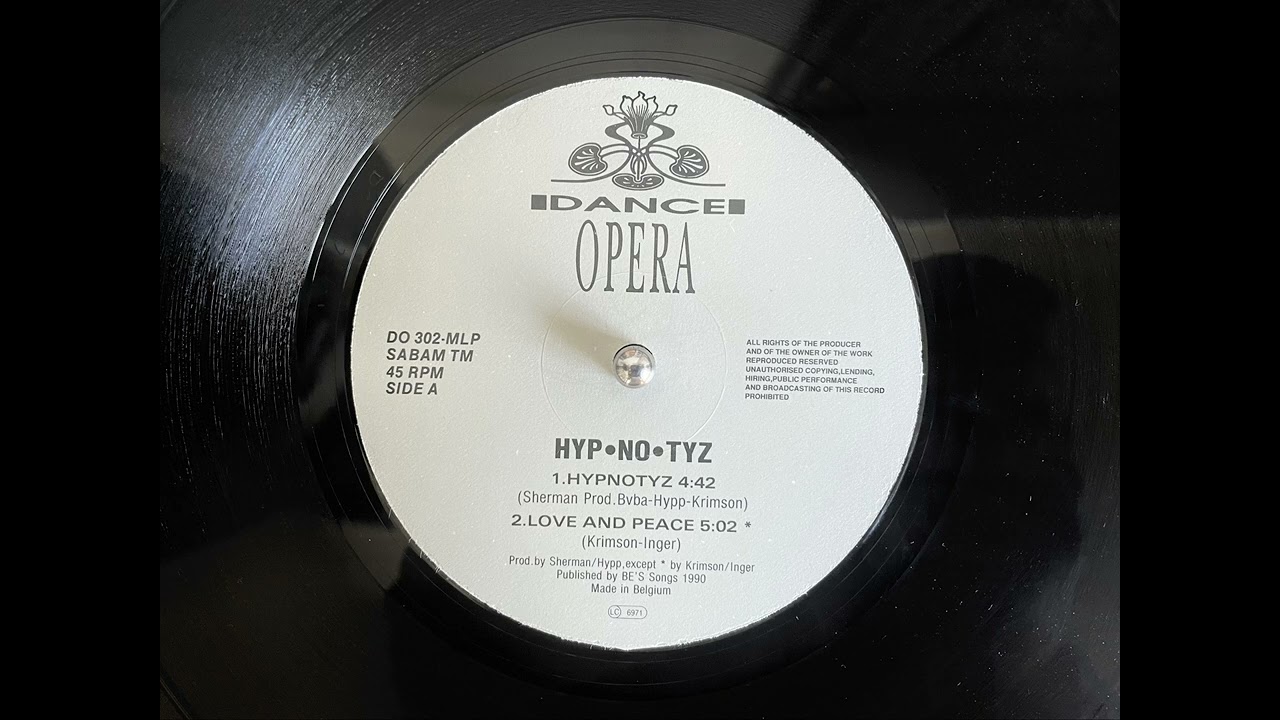 DANCE
OPERA
DO 302-MLP
SABAM TM
45 RPM
SIDE A
ALL RIGHTS OF THE PRODUCER
AND OF THE OWNER OF THE WORK
REPRODUCED RESERVED
UNAUTHORISED COPYING,LENDING,
HIRING,PUBLIC PERFORMANCE
AND BROADCASTING OF THIS RECORD
PROHIBITED
HYP•NO•TYZ
1.HYPNOTYZ 4:42
(Sherman Prod.Bvba-Hypp-Krimson)
2.LOVE AND PEACE 5:02 *
(Krimson-Inger)
Prod.by Sherman/Hypp,except * by Krimson/Inger
Published by BE'S Songs 1990
Made in Belgium
LC 6971